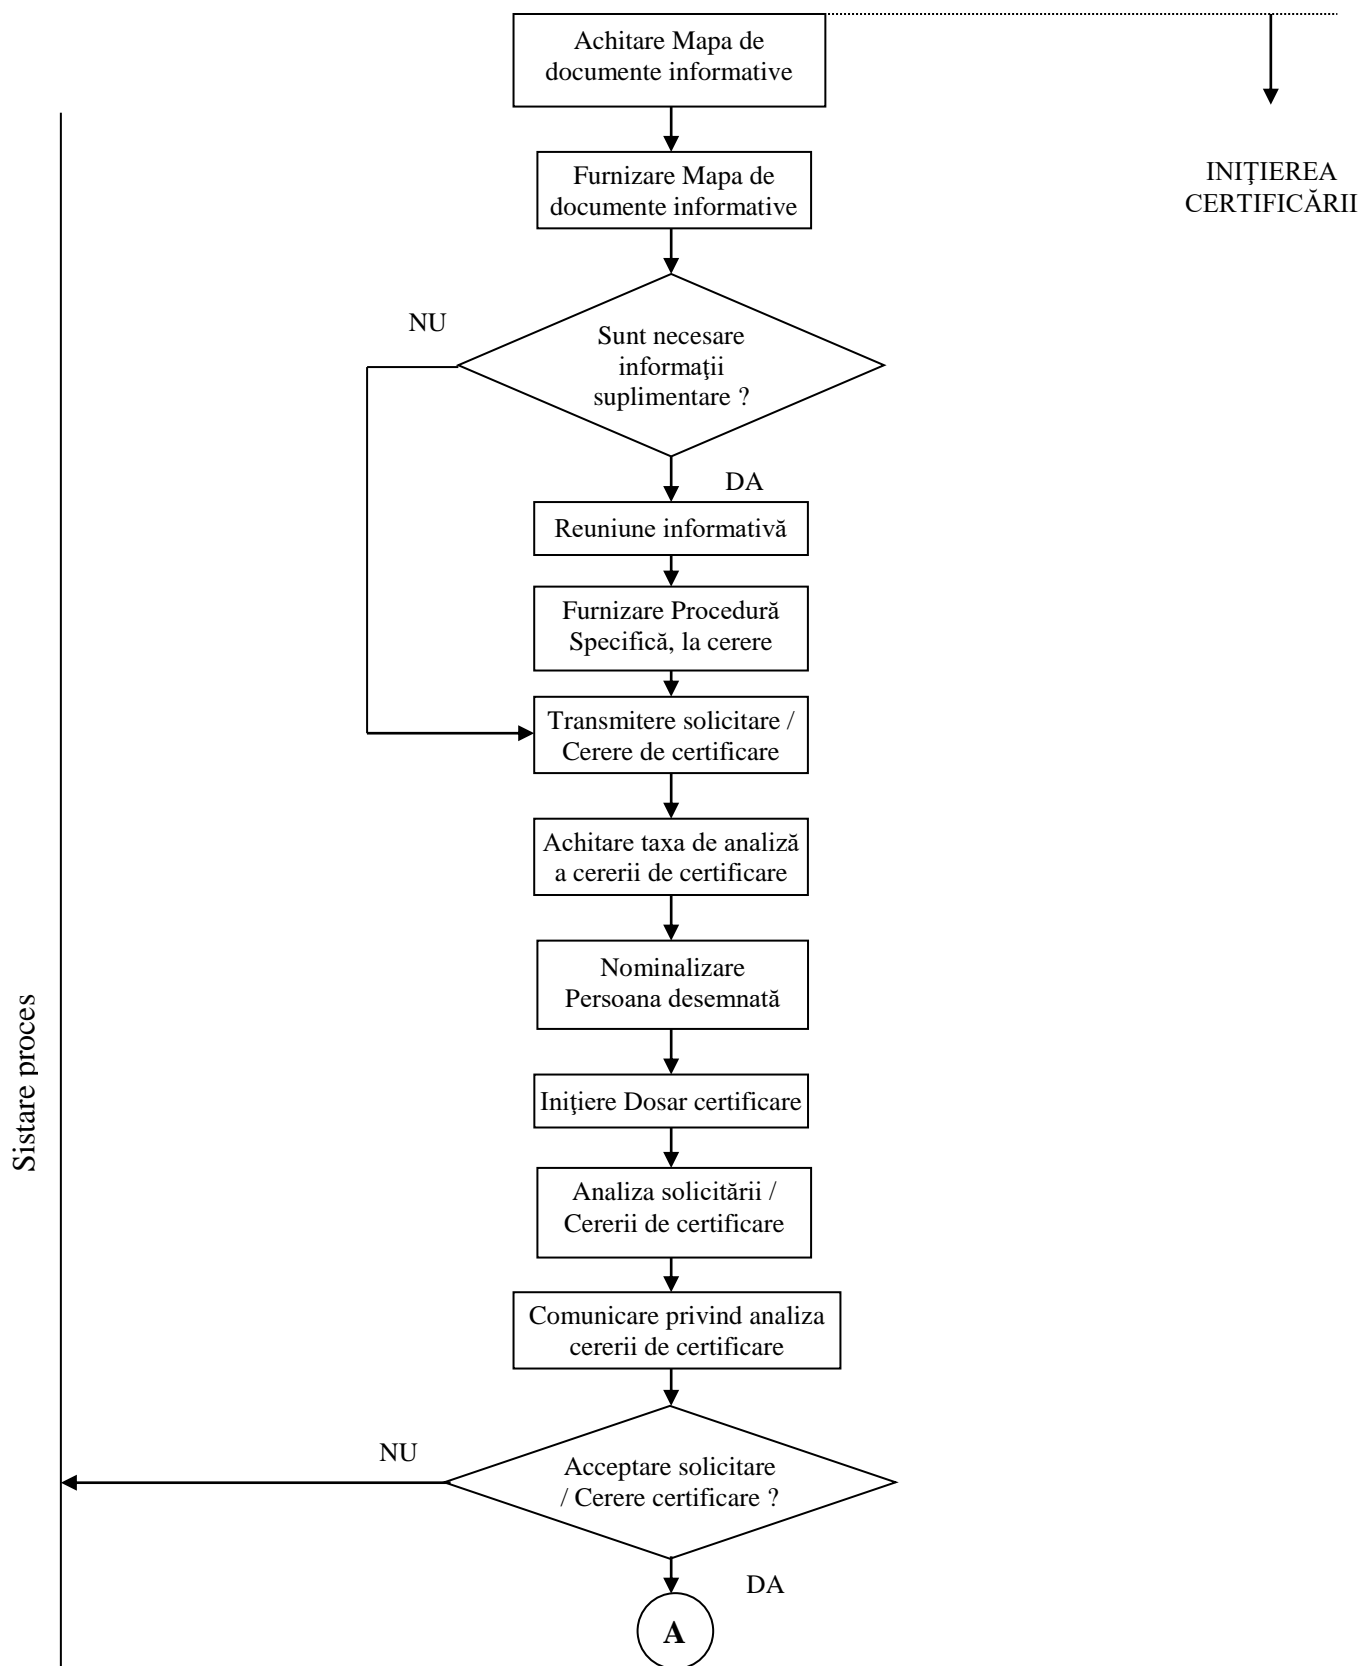 Achitare Mapa de
documente informative
INIŢIEREA
CERTIFICĂRII
Furnizare Mapa de
documente informative
NU
Sunt necesare
informaţii
suplimentare ?
DA
Reuniune informativă
Furnizare Procedură
Specifică, la cerere
Transmitere solicitare /
Cerere de certificare
Achitare taxa de analiză
a cererii de certificare
Nominalizare
Persoana desemnată
Iniţiere Dosar certificare
Sistare proces
Analiza solicitării /
Cererii de certificare
Comunicare privind analiza
cererii de certificare
NU
Acceptare solicitare
/ Cerere certificare ?
DA
A